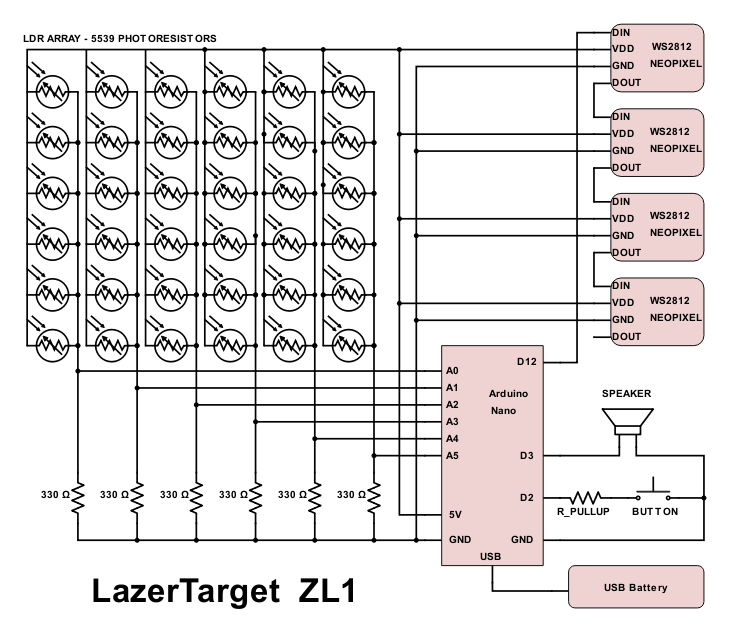 LDR ARRAY - 5539 PHOTORESISTORS
DIN
VDD
GND
DOUT
WS2812
NEOPIXEL
DIN
VDD
GND
DOUT
WS2812
NEOPIXEL
DIN
VDD
GND
DOUT
WS2812
NEOPIXEL
DIN
VDD
GND
DOUT
WS2812
NEOPIXEL
A0
A1
A2
A3
A4
A5
5V
GND
USB
D12
Arduino
Nano
D3
D2
GND
SPEAKER
R_PULLUP
BUTTON
330 Ω
330 Ω
330 Ω
330 Ω
330 Ω
330 Ω
USB Battery
LazerTarget ZL1